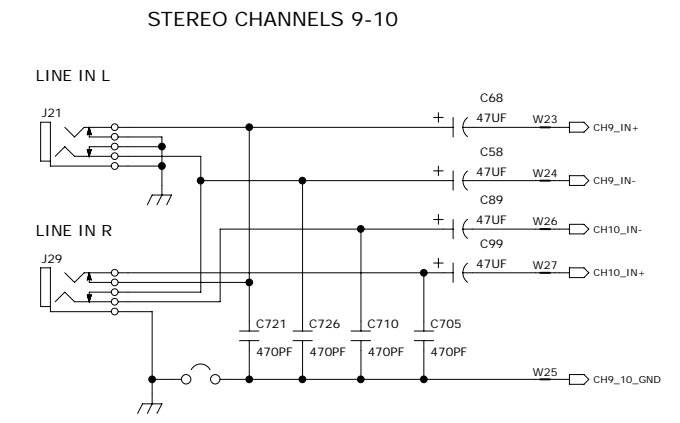 STEREO CHANNELS 9-10
LINE IN L
J21
C68
+ 47UF W23 CH9_IN+
C58
+ 47UF W24 CH9_IN-
C89
LINE IN R
+ 47UF W26 CH10_IN-
C99
J29
+ 47UF W27 CH10_IN+
C721 C726 C710 C705
470PF 470PF 470PF 470PF
W25 CH9_10_GND